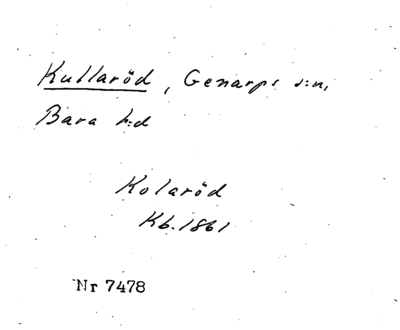 Kullaröd, Genarps s:n,
Bara h:d
Kolaröd
Kb. 1861
Nr 7478